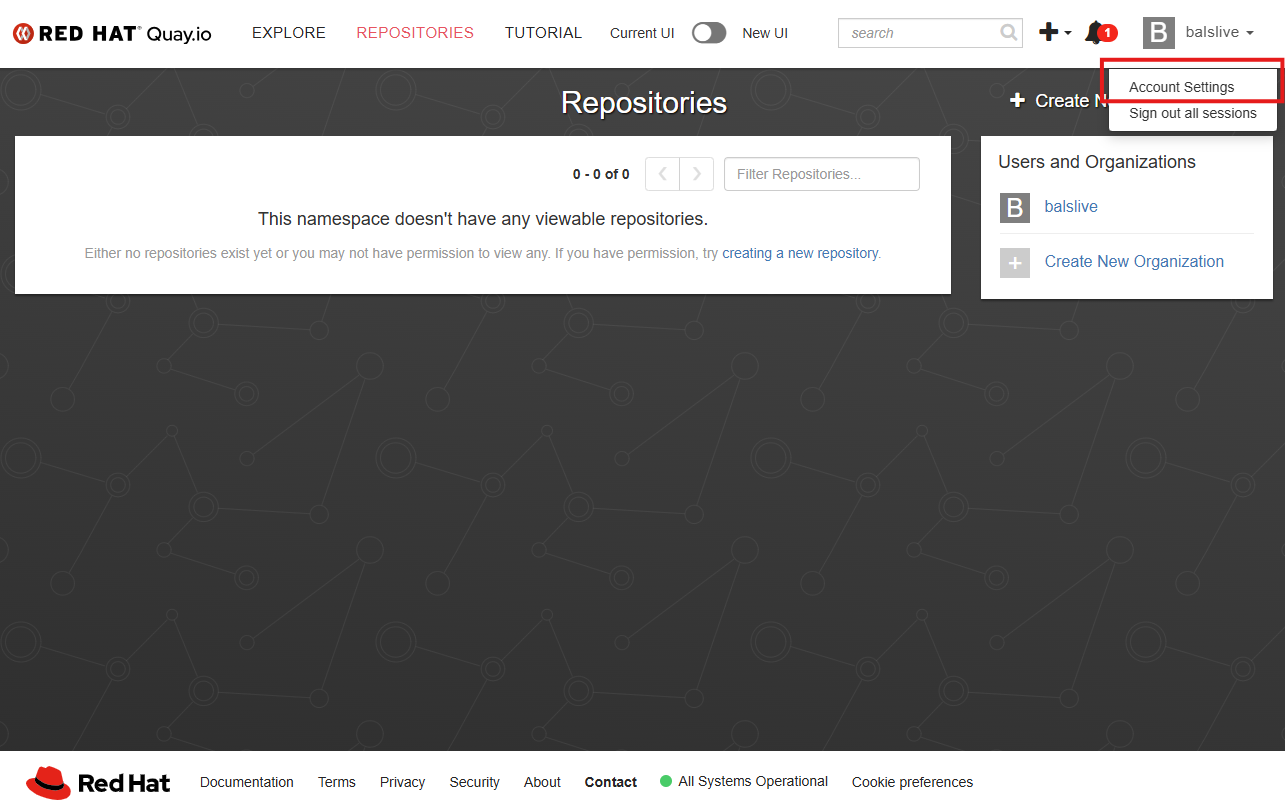 RED HAT Quay.io EXPLORE REPOSITORIES TUTORIAL Current UI New UI search 1 B balslive
Repositories
Create N
Account Settings
Sign out all sessions
0 - 0 of 0 Filter Repositories...
This namespace doesn't have any viewable repositories.
Either no repositories exist yet or you may not have permission to view any. If you have permission, try creating a new repository.
Users and Organizations
B balslive
Create New Organization
Red Hat Documentation Terms Privacy Security About Contact All Systems Operational Cookie preferences